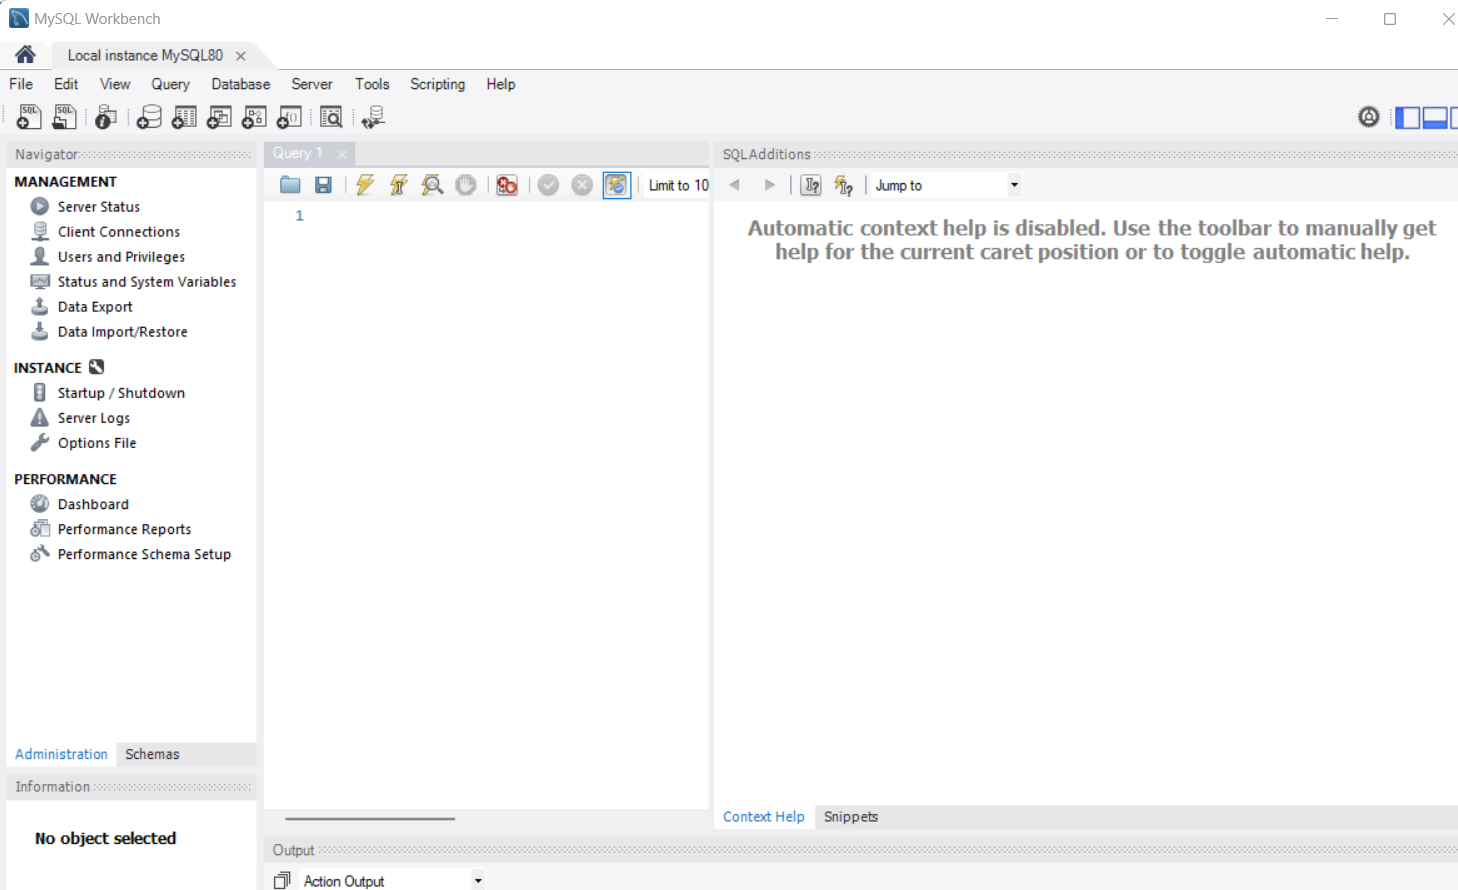 MySQL Workbench
Local instance MySQL80
File Edit View Query Database Server Tools Scripting Help
SQL SQL
Navigator
MANAGEMENT
Server Status
Client Connections
Users and Privileges
Status and System Variables
Data Export
Data Import/Restore
INSTANCE
Startup / Shutdown
Server Logs
Options File
PERFORMANCE
Dashboard
Performance Reports
Performance Schema Setup
Administration Schemas
Information
No object selected
Query 1
Limit to 10
1
SQLAdditions
Jump to
Automatic context help is disabled. Use the toolbar to manually get
help for the current caret position or to toggle automatic help.
Context Help Snippets
Output
Action Output